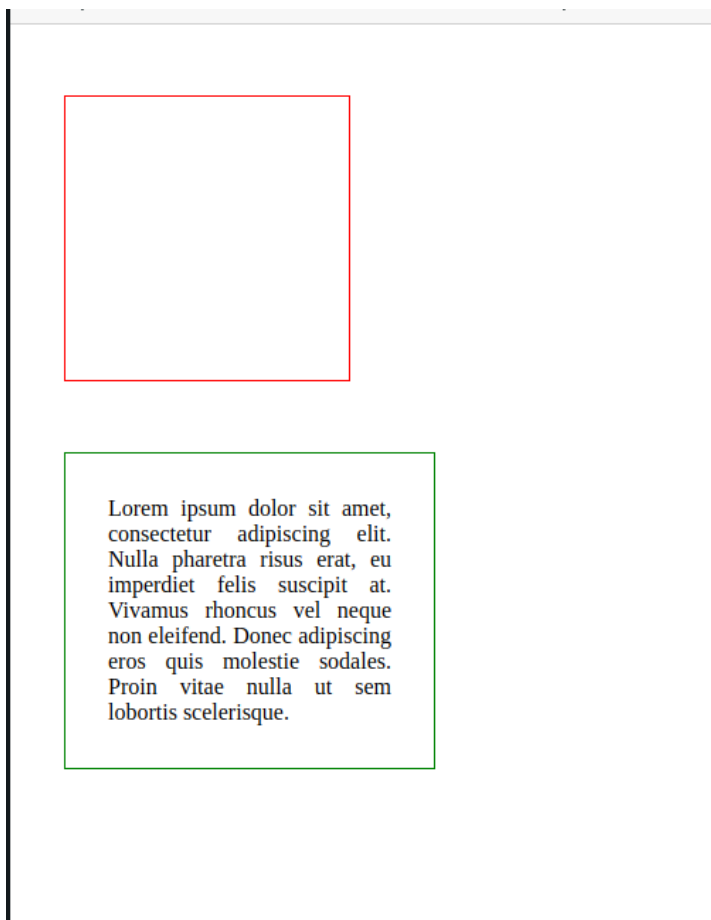 Lorem ipsum dolor sit amet,
consectetur adipiscing elit.
Nulla pharetra risus erat, eu
imperdiet felis suscipit at.
Vivamus rhoncus vel neque
non eleifend. Donec adipiscing
eros quis molestie sodales.
Proin vitae nulla ut sem
lobortis scelerisque.